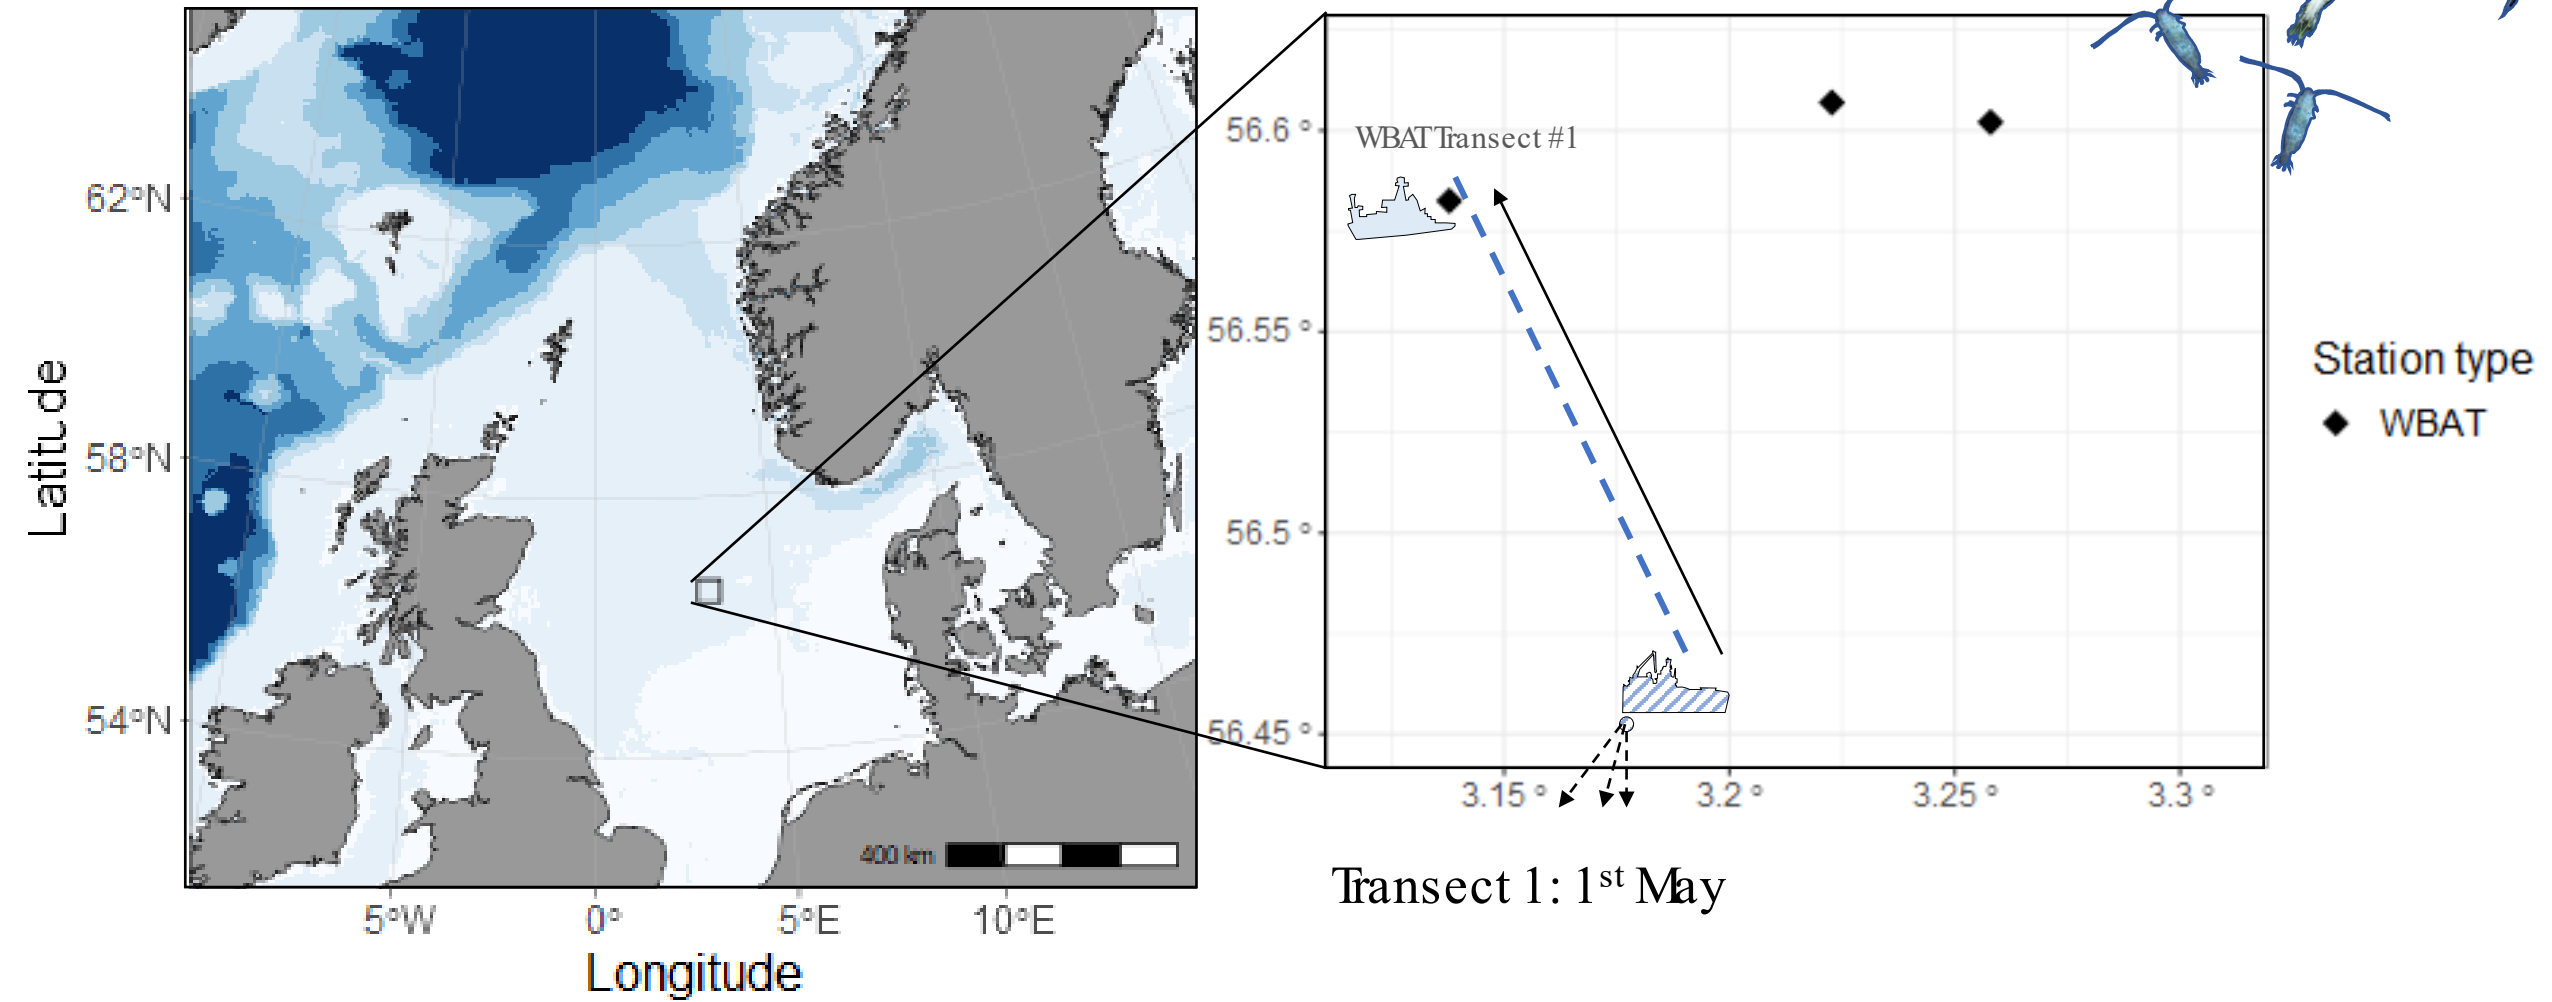 Latitude
62°N
58°N
54°N
5°W
0°
5°E
10°E
Longitude
400 km
56.6 °
56.55 °
56.5 °
56.45 °
3.15 °
3.2 °
3.25 °
3.3 °
WBAT Transect #1
Station type
WBAT
Transect 1: 1st May